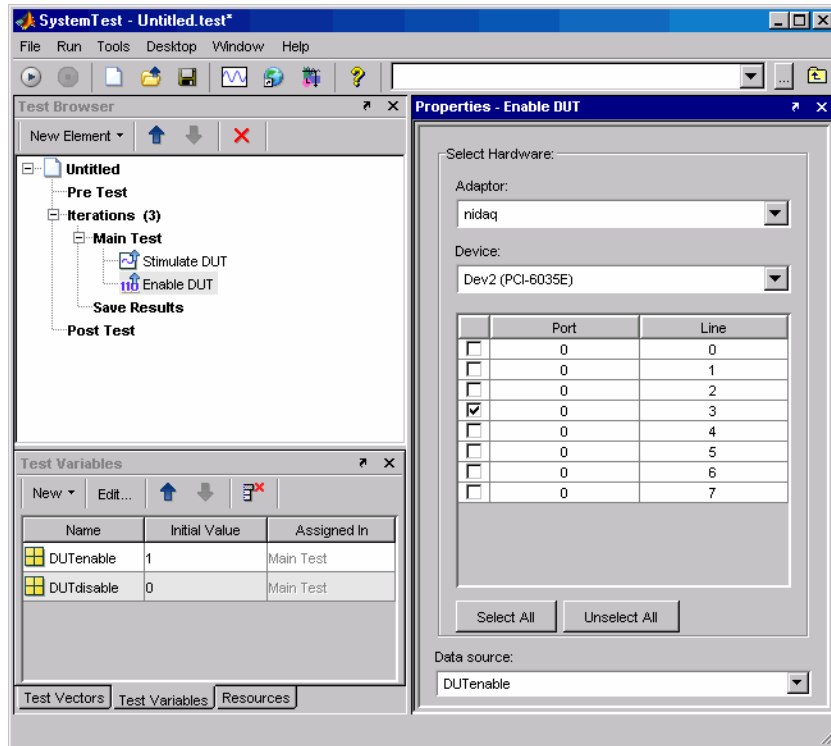 SystemTest - Untitled.test*
File Run Tools Desktop Window Help
...
Test Browser
New Element
Untitled
Pre Test
Iterations (3)
Main Test
Stimulate DUT
110 Enable DUT
Save Results
Post Test
Test Variables
New Edit...
Name Initial Value Assigned In
DUTenable 1 Main Test
DUTdisable 0 Main Test
Test Vectors Test Variables Resources
Properties - Enable DUT
Select Hardware:
Adaptor:
nidaq
Device:
Dev2 (PCI-6035E)
Port Line
0 0
0 1
0 2
0 3
0 4
0 5
0 6
0 7
Select All Unselect All
Data source:
DUTenable